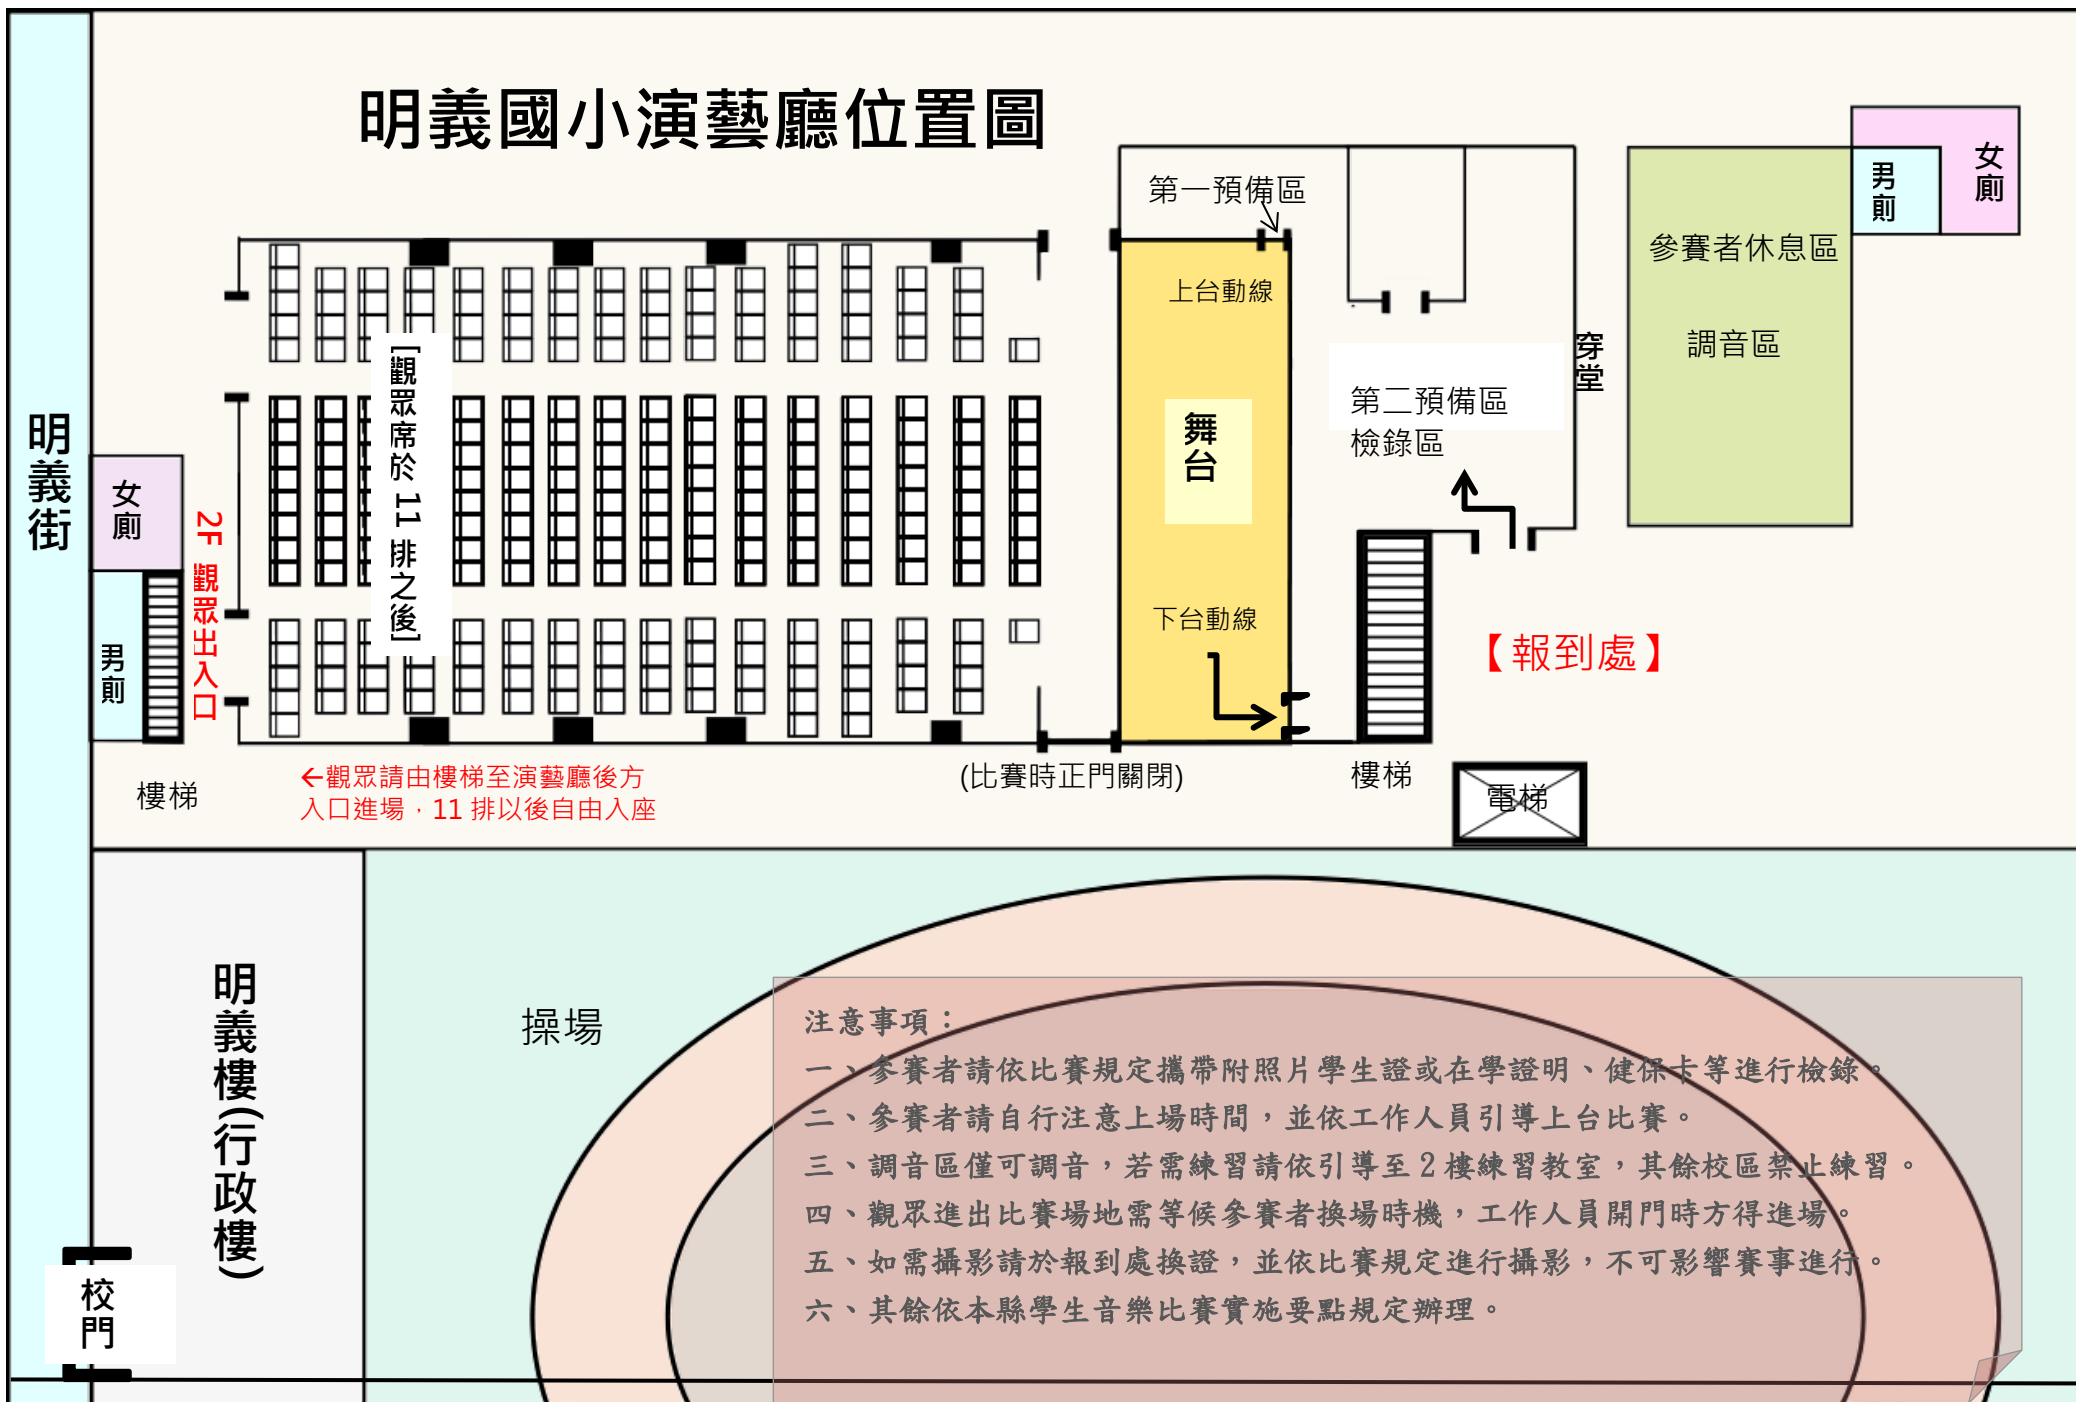 明義國小演藝廳位置圖
第一預備區
女廁
男廁
參賽者休息區
調音區
上台動線
穿堂
[觀眾席於 11 排之後]
舞台
第二預備區
檢錄區
明義街
女廁
2F 觀眾出入口
男廁
下台動線
【報到處】
樓梯
←觀眾請由樓梯至演藝廳後方
入口進場，11 排以後自由入座
(比賽時正門關閉)
樓梯
電梯
明義樓(行政樓)
操場
校門
注意事項：
一、參賽者請依比賽規定攜帶附照片學生證或在學證明、健保卡等進行檢錄。
二、參賽者請自行注意上場時間，並依工作人員引導上台比賽。
三、調音區僅可調音，若需練習請依引導至 2 樓練習教室，其餘校區禁止練習。
四、觀眾進出比賽場地需等候參賽者換場時機，工作人員開門時方得進場。
五、如需攝影請於報到處換證，並依比賽規定進行攝影，不可影響賽事進行。
六、其餘依本縣學生音樂比賽實施要點規定辦理。